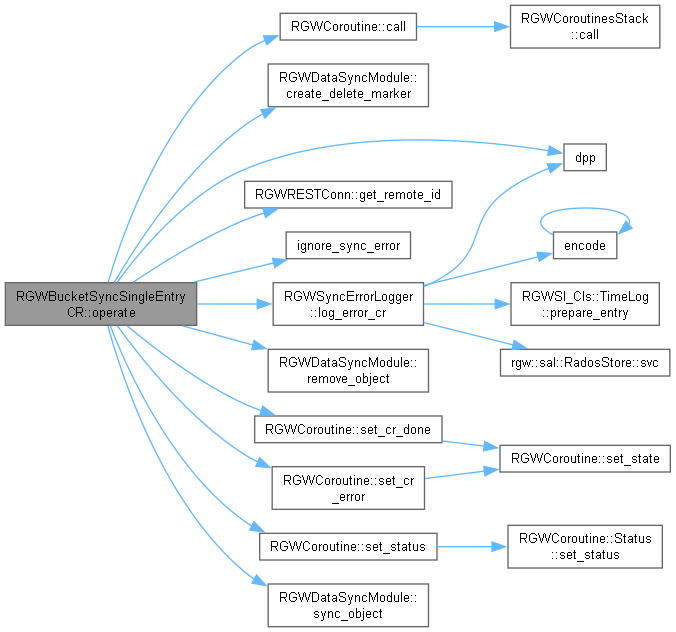 RGWCoroutine::call
RGWCoroutinesStack
::call
RGWDataSyncModule::
create_delete_marker
dpp
RGWRESTConn::get_remote_id
ignore_sync_error
encode
RGWBucketSyncSingleEntry
CR::operate
RGWSyncErrorLogger
::log_error_cr
RGWSI_Cls::TimeLog
::prepare_entry
RGWDataSyncModule::
remove_object
rgw::sal::RadosStore::svc
RGWCoroutine::set_cr_done
RGWCoroutine::set_state
RGWCoroutine::set_cr
_error
RGWCoroutine::set_status
RGWCoroutine::Status
::set_status
RGWDataSyncModule::
sync_object